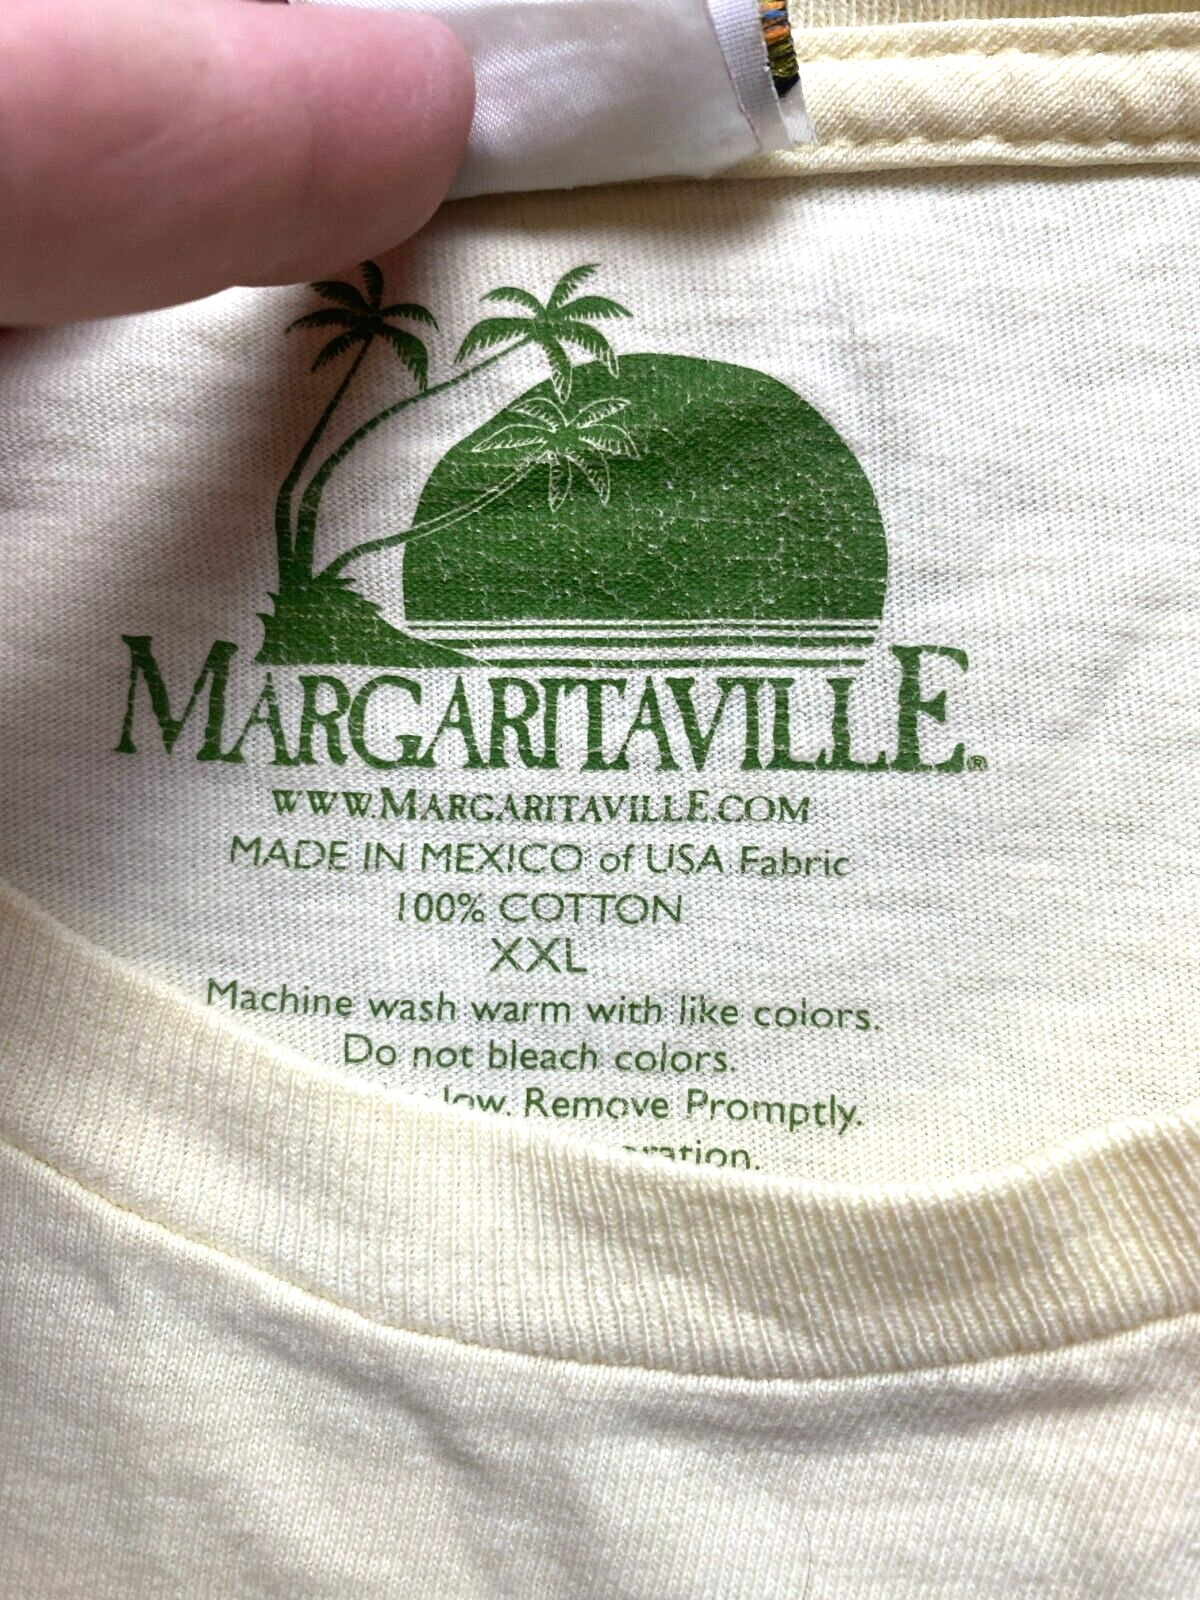 MARGARITAVILLE®
WWW.MARGARITAVILLE.COM
MADE IN MEXICO of USA Fabric
100% COTTON
XXL
Machine wash warm with like colors.
Do not bleach colors.
low. Remove Promptly.